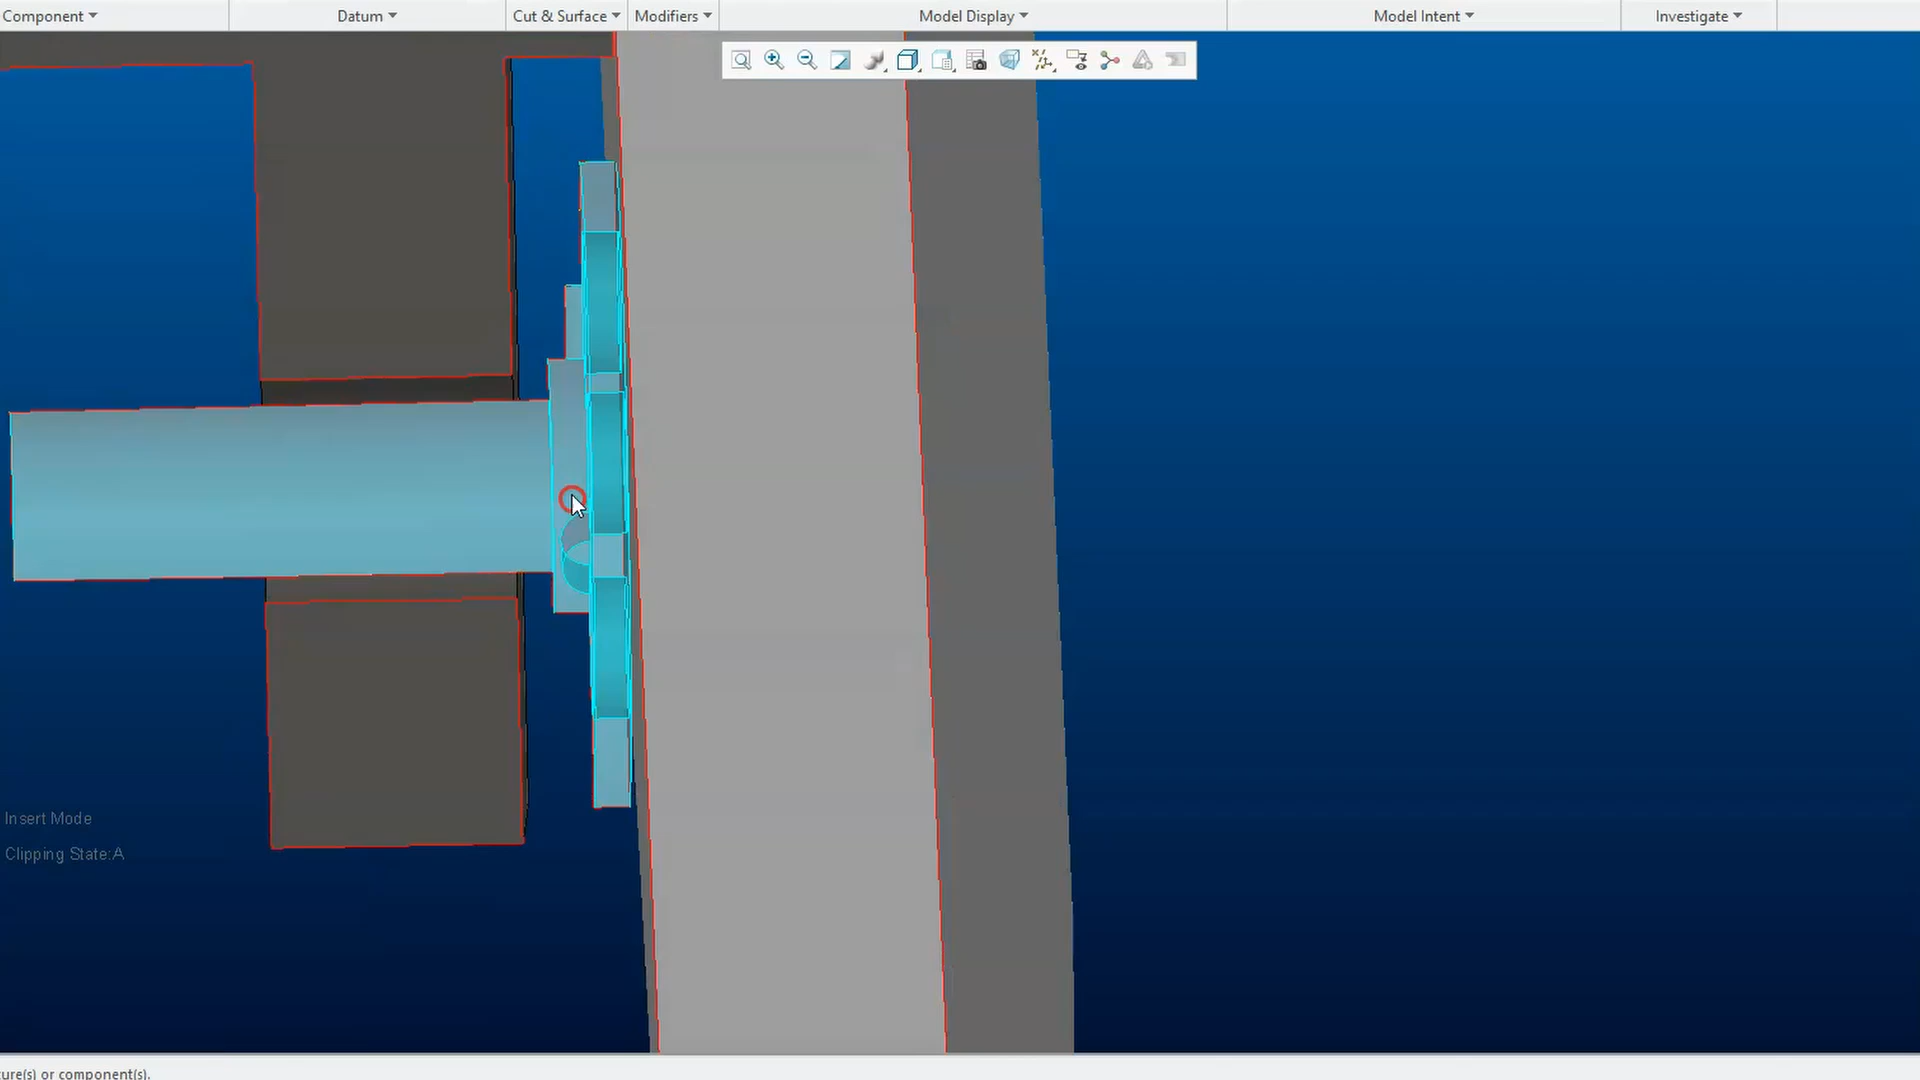 Component
Datum
Cut & Surface
Modifiers
Model Display
Model Intent
Investigate
Insert Mode
Clipping State:A
ure(s) or component(s).